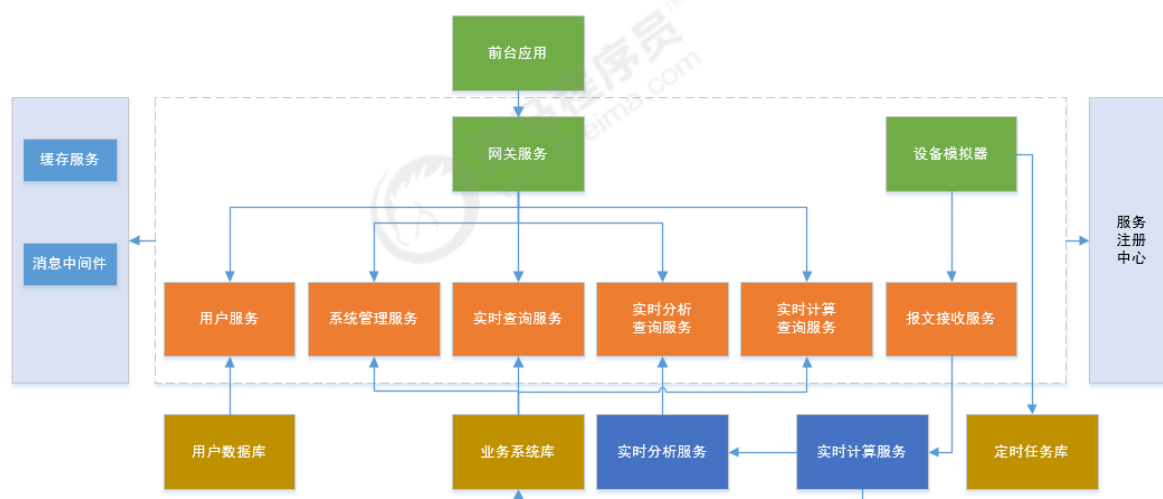 前台应用
缓存服务
消息中间件
网关服务
设备模拟器
服务
注册
中心
用户服务
系统管理服务
实时查询服务
实时分析
查询服务
实时计算
查询服务
报文接收服务
用户数据库
业务系统库
实时分析服务
实时计算服务
定时任务库